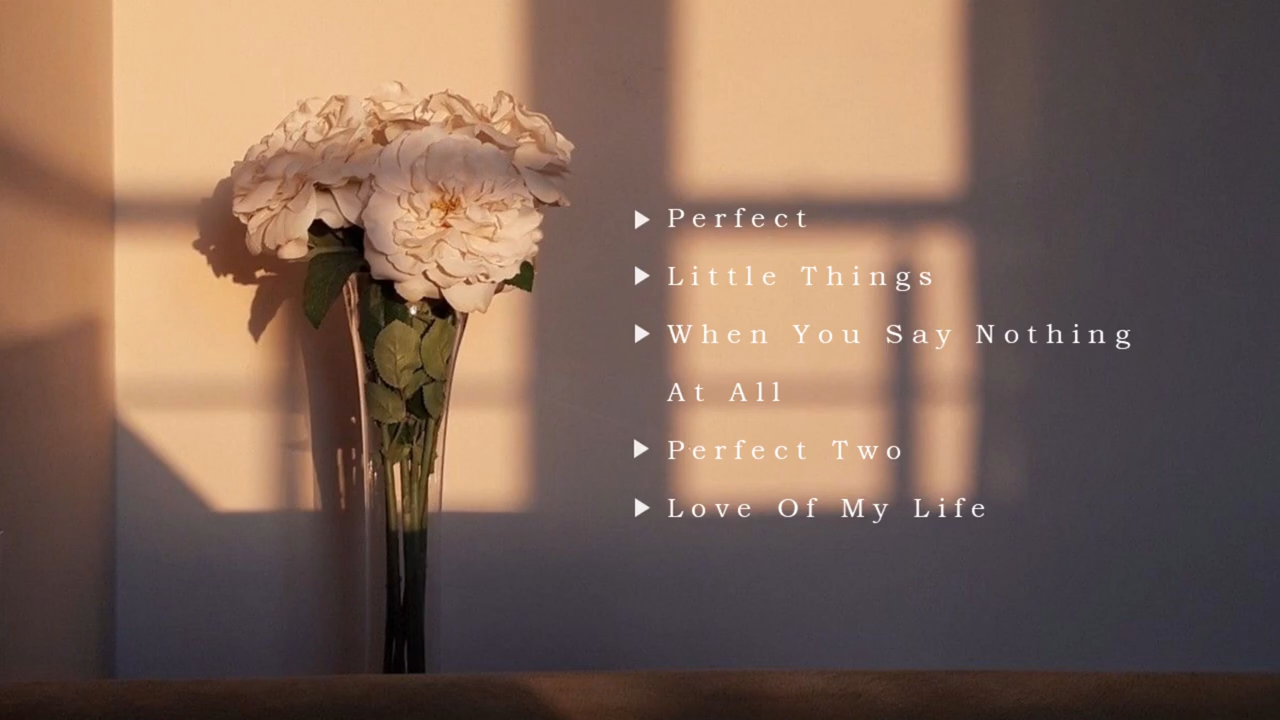 ▶ Perfect
▶ Little Things
▶ When You Say Nothing
At All
▶ Perfect Two
▶ Love Of My Life